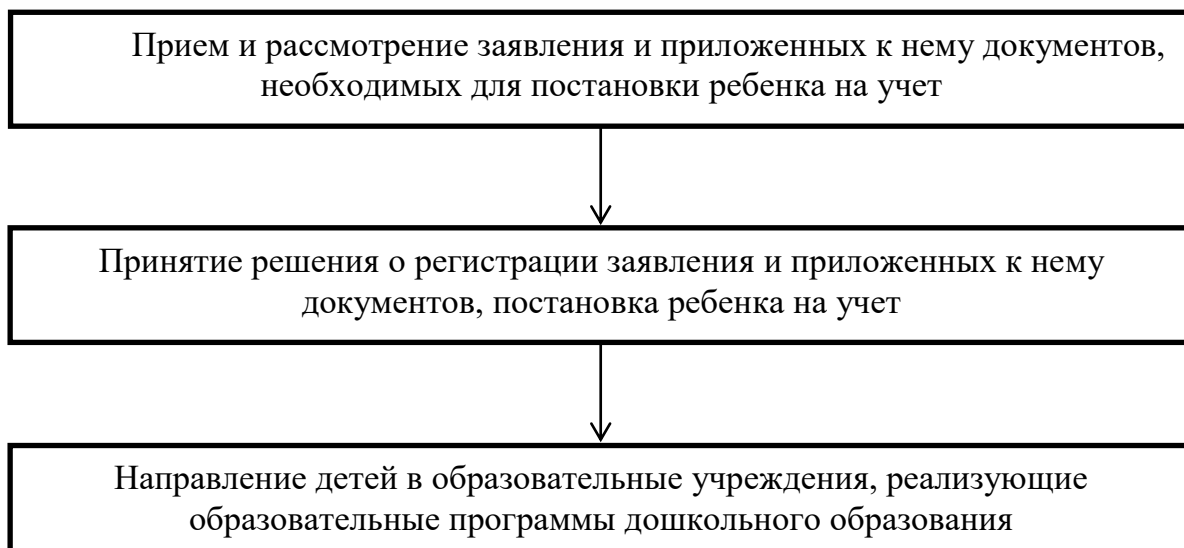 Прием и рассмотрение заявления и приложенных к нему документов,
необходимых для постановки ребенка на учет
Принятие решения о регистрации заявления и приложенных к нему
документов, постановка ребенка на учет
Направление детей в образовательные учреждения, реализующие
образовательные программы дошкольного образования